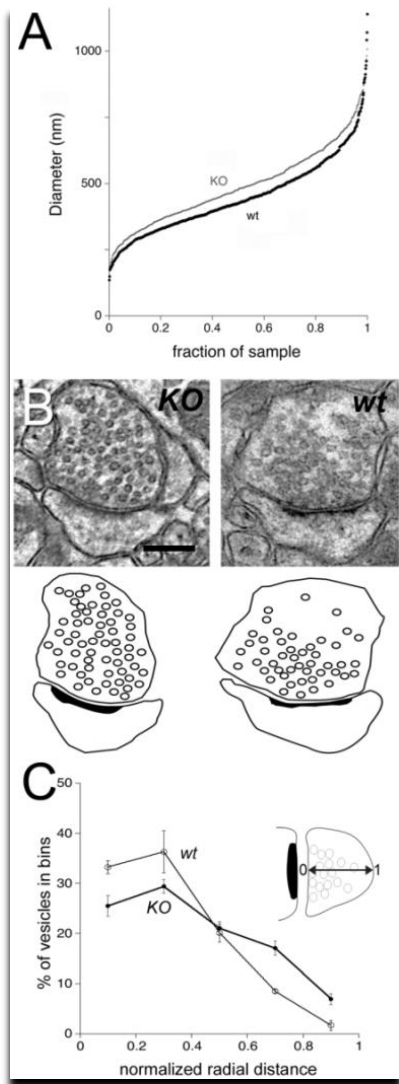 A
1000
Diameter (nm)
KO
500
wt
0
0 0.2 0.4 0.6 0.8 1
fraction of sample
B KO wt
C
50
wt
40
0 1
30
KO
% of vesicles in bins
20
10
0
0 0.2 0.4 0.6 0.8 1
normalized radial distance